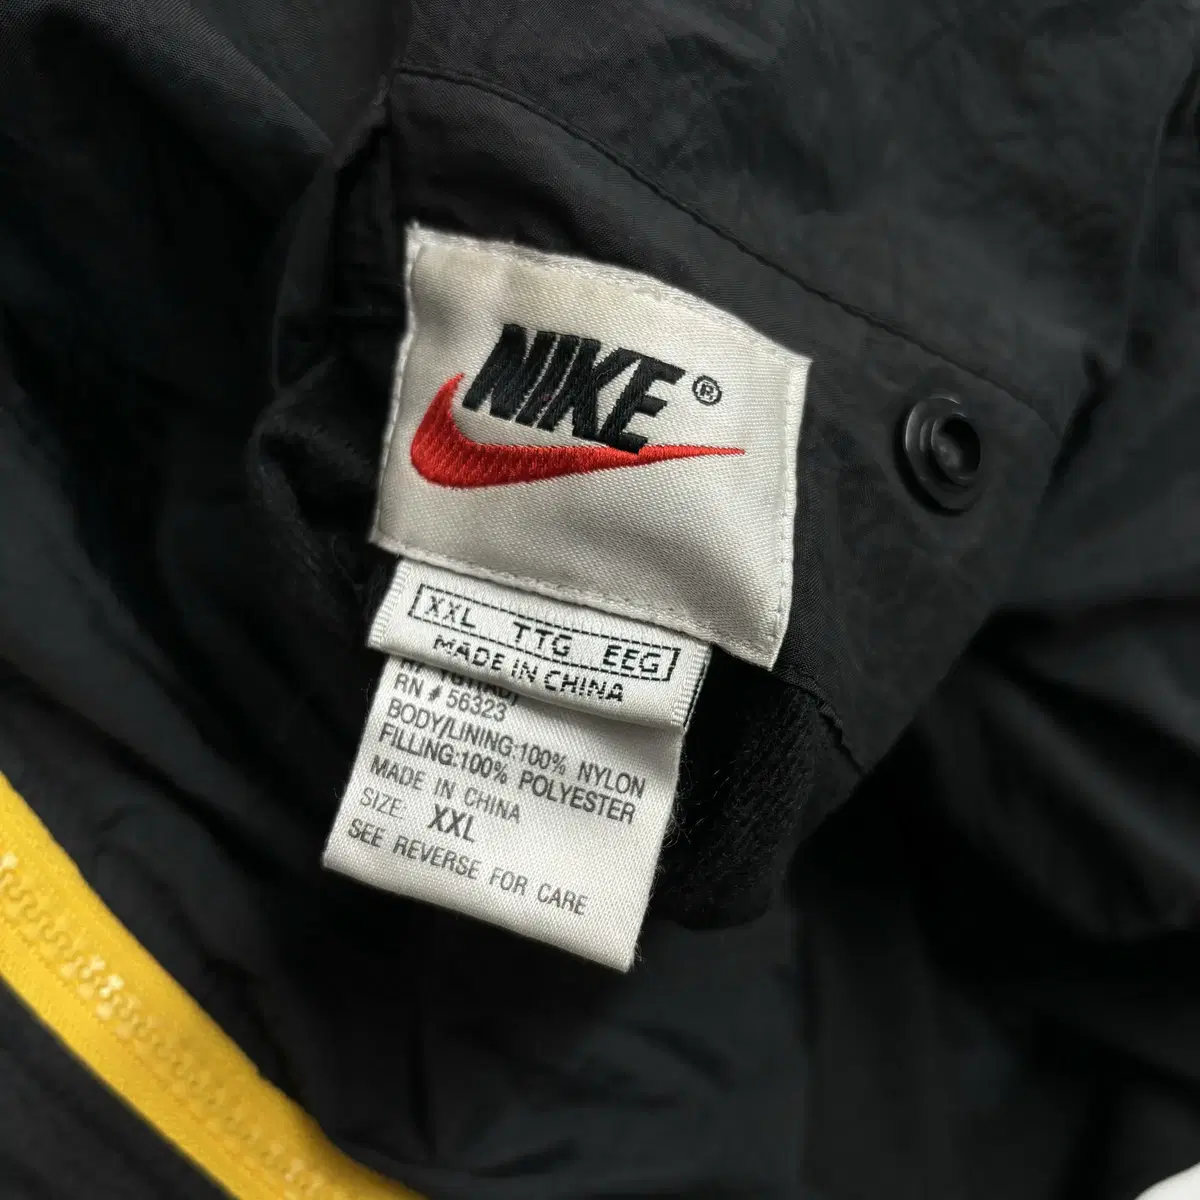 NIKE®
XXL TTG EEG
MADE IN CHINA
RN # 56323
BODY/LINING:100% NYLON
FILLING:100% POLYESTER
MADE IN CHINA
SIZE: XXL
SEE REVERSE FOR CARE